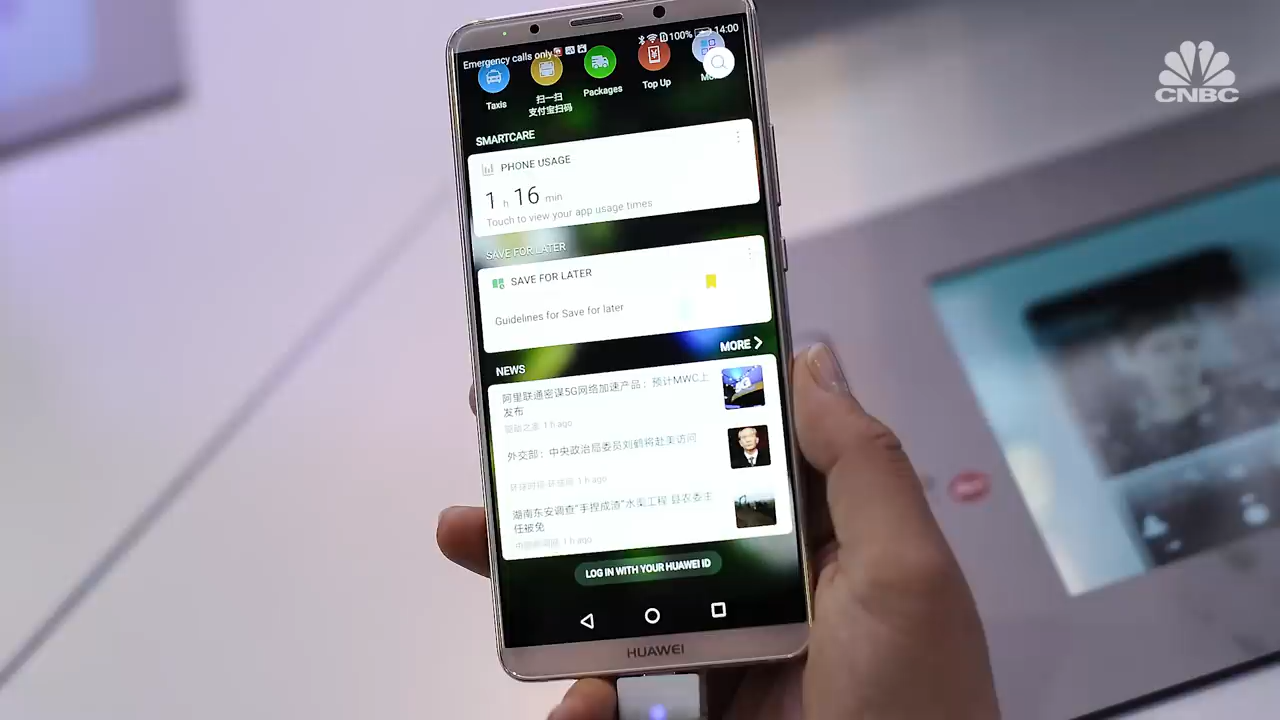 Emergency calls only
100% 14:00
CNBC
Taxis
扫一扫
支付宝扫码
Packages
Top Up
SMARTCARE
PHONE USAGE
1 h 16 min
Touch to view your app usage times
SAVE FOR LATER
SAVE FOR LATER
Guidelines for Save for later
MORE
NEWS
阿里联通密谋5G网络加速产品：预计MWC上
发布
驱动之家 1 h ago
外交部：中央政治局委员刘鹤将赴美访问
1 h ago
湖南东安调查"手捏成渣"水渠工程 县农委主
任被免
1 h ago
LOG IN WITH YOUR HUAWEI ID
HUAWEI